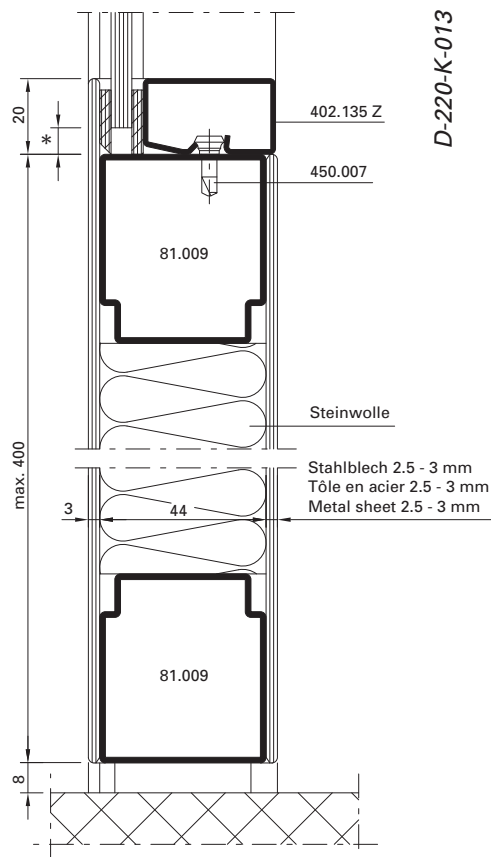 D-220-K-013
20
*
402.135 Z
450.007
81.009
Steinwolle
max. 400
Stahlblech 2.5 - 3 mm
Tôle en acier 2.5 - 3 mm
Metal sheet 2.5 - 3 mm
3
44
81.009
8